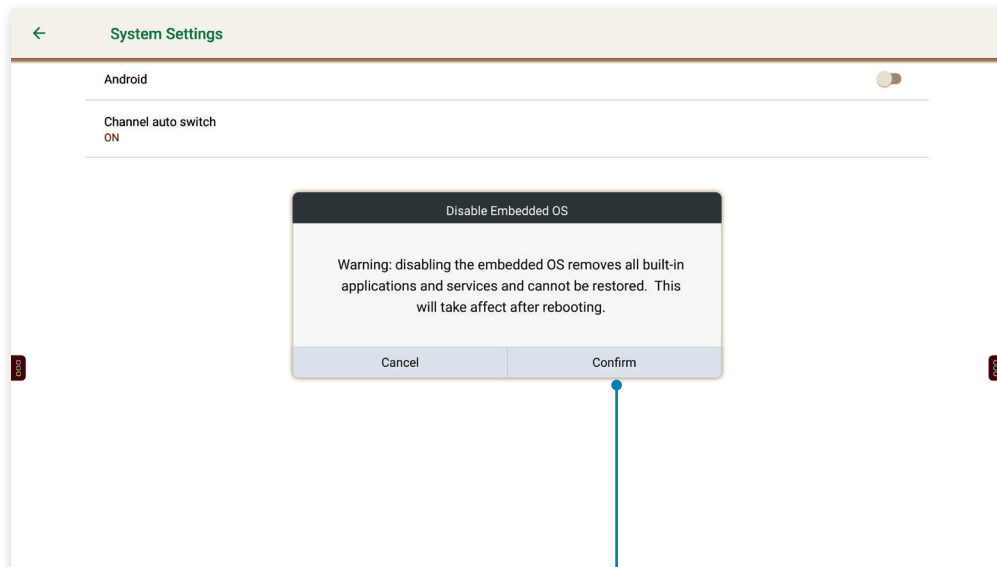 System Settings
Android
Channel auto switch
ON
Disable Embedded OS
Warning: disabling the embedded OS removes all built-in
applications and services and cannot be restored. This
will take affect after rebooting.
Cancel
Confirm